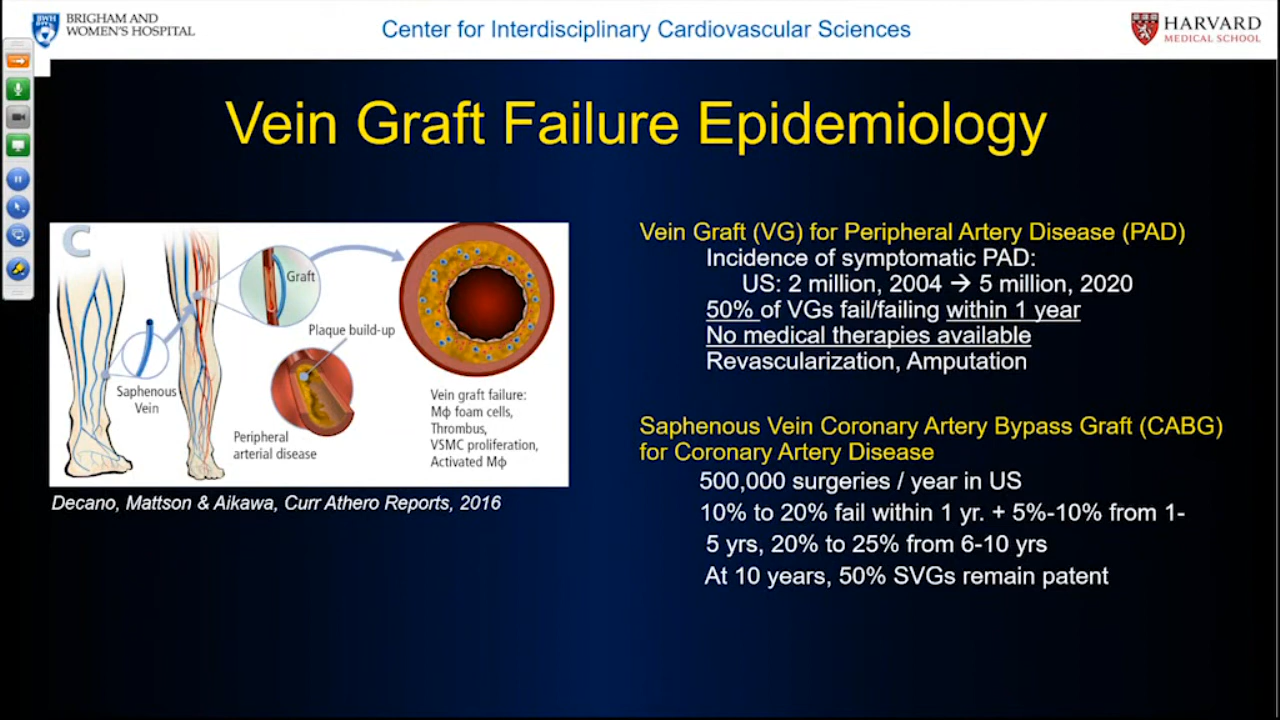 BWH
BRIGHAM AND
WOMEN'S HOSPITAL
Center for Interdisciplinary Cardiovascular Sciences
HARVARD
MEDICAL SCHOOL
Vein Graft Failure Epidemiology
C
Graft
Plaque build-up
Saphenous
Vein
Peripheral
arterial disease
Vein graft failure:
Mϕ foam cells,
Thrombus,
VSMC proliferation,
Activated Mϕ
Decano, Mattson & Aikawa, Curr Athero Reports, 2016
Vein Graft (VG) for Peripheral Artery Disease (PAD)
Incidence of symptomatic PAD:
US: 2 million, 2004 → 5 million, 2020
50% of VGs fail/failing within 1 year
No medical therapies available
Revascularization, Amputation
Saphenous Vein Coronary Artery Bypass Graft (CABG)
for Coronary Artery Disease
500,000 surgeries / year in US
10% to 20% fail within 1 yr. + 5%-10% from 1-
5 yrs, 20% to 25% from 6-10 yrs
At 10 years, 50% SVGs remain patent